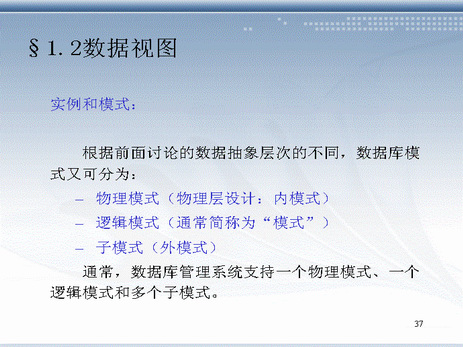 §1.2数据视图
实例和模式：
根据前面讨论的数据抽象层次的不同，数据库模
式又可分为：
– 物理模式（物理层设计：内模式）
– 逻辑模式（通常简称为“模式”）
– 子模式（外模式）
通常，数据库管理系统支持一个物理模式、一个
逻辑模式和多个子模式。
37